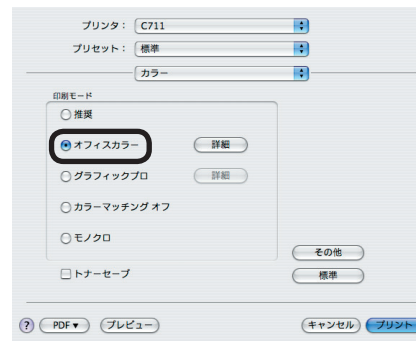 プリンタ： C711
プリセット： 標準
カラー
印刷モード
推奨
オフィスカラー 詳細
グラフィックプロ 詳細
カラーマッチング オフ
モノクロ
その他
トナーセーブ 標準
? PDF▼ プレビュー キャンセル プリント